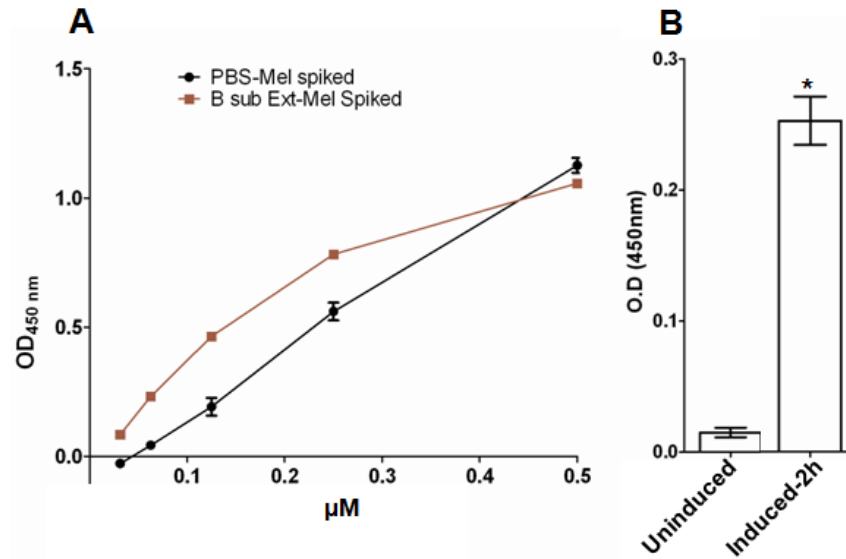 A
PBS-Mel spiked
B sub Ext-Mel Spiked
OD450 nm
1.5
1.0
0.5
0.0
0.1
0.2
0.3
0.4
0.5
µM
B
O.D (450nm)
0.3
0.2
0.1
0.0
*
Uninduced
Induced-2h